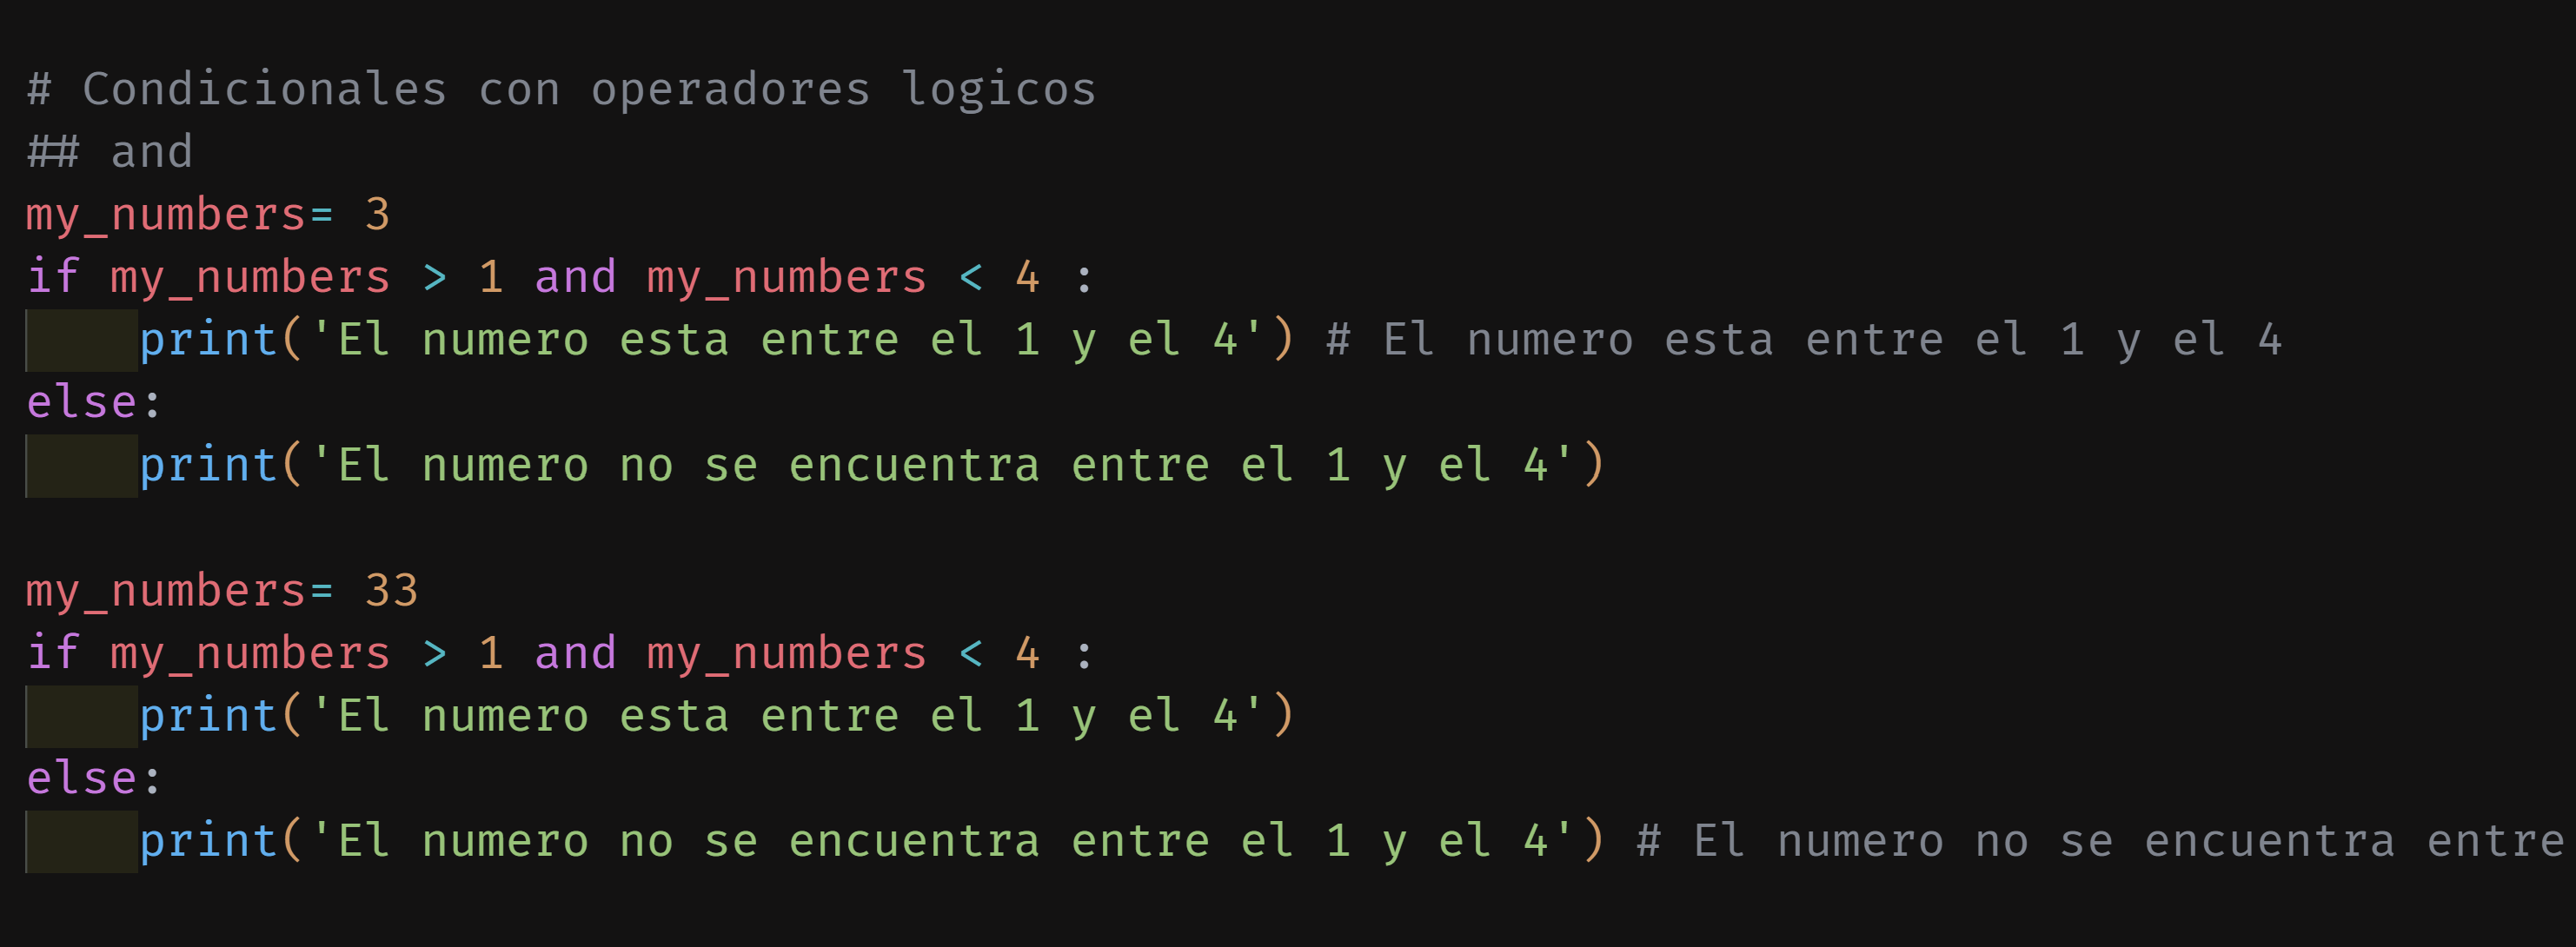 # Condicionales con operadores logicos
## and
my_numbers= 3
if my_numbers > 1 and my_numbers < 4 :
    print('El numero esta entre el 1 y el 4') # El numero esta entre el 1 y el 4
else:
    print('El numero no se encuentra entre el 1 y el 4')

my_numbers= 33
if my_numbers > 1 and my_numbers < 4 :
    print('El numero esta entre el 1 y el 4')
else:
    print('El numero no se encuentra entre el 1 y el 4') # El numero no se encuentra entre